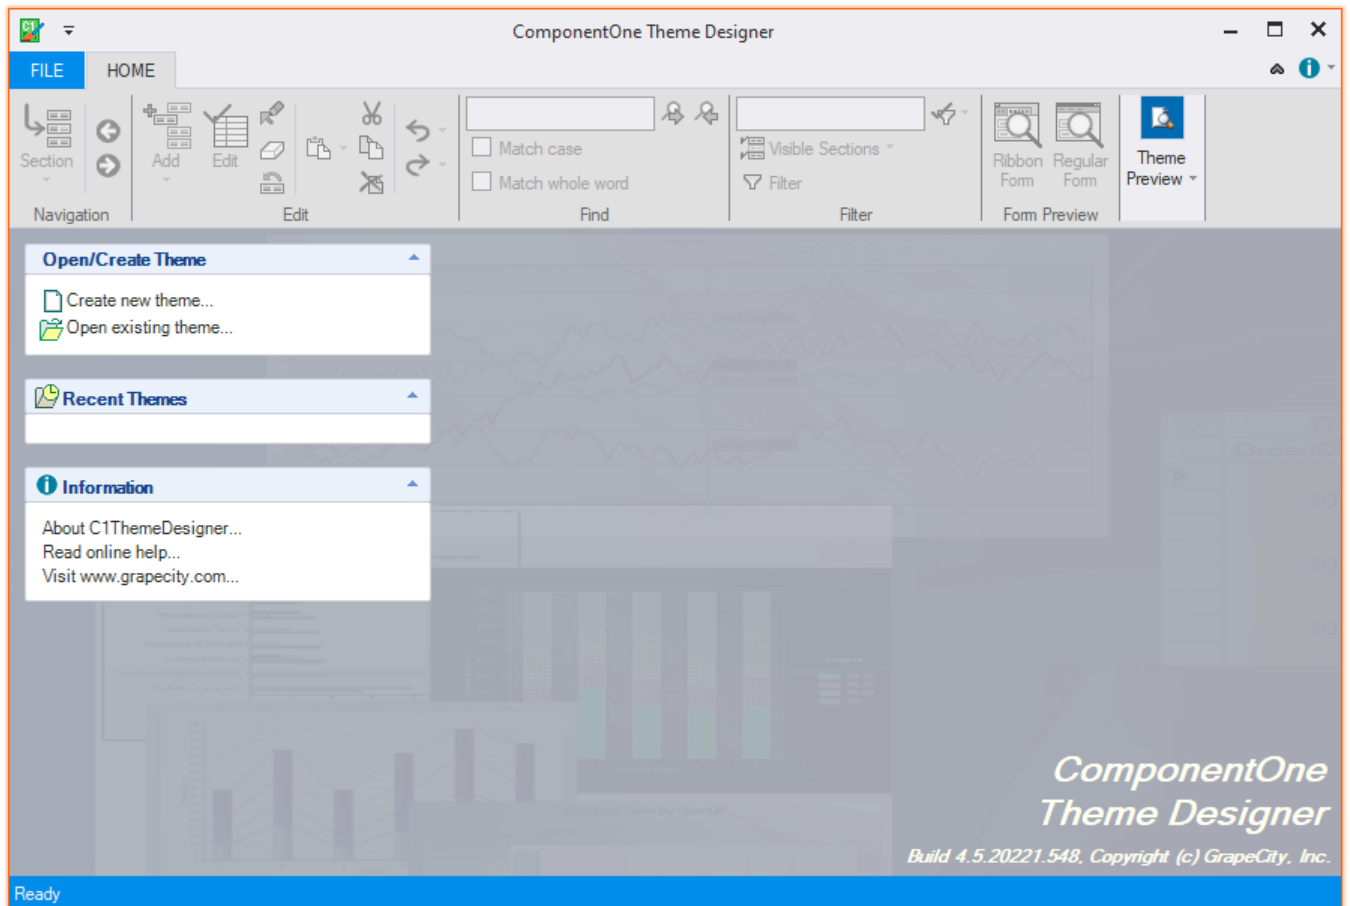 C1
ComponentOne Theme Designer
FILE
HOME
Section
Add
Edit
Match case
Match whole word
Visible Sections
Filter
Ribbon Form
Regular Form
Theme Preview
Navigation
Edit
Find
Filter
Form Preview
Open/Create Theme
Create new theme...
Open existing theme...
Recent Themes
Information
About C1ThemeDesigner...
Read online help...
Visit www.grapecity.com...
OrderID
ComponentOne
Theme Designer
Build 4.5.20221.548, Copyright (c) GrapeCity, Inc.
Ready